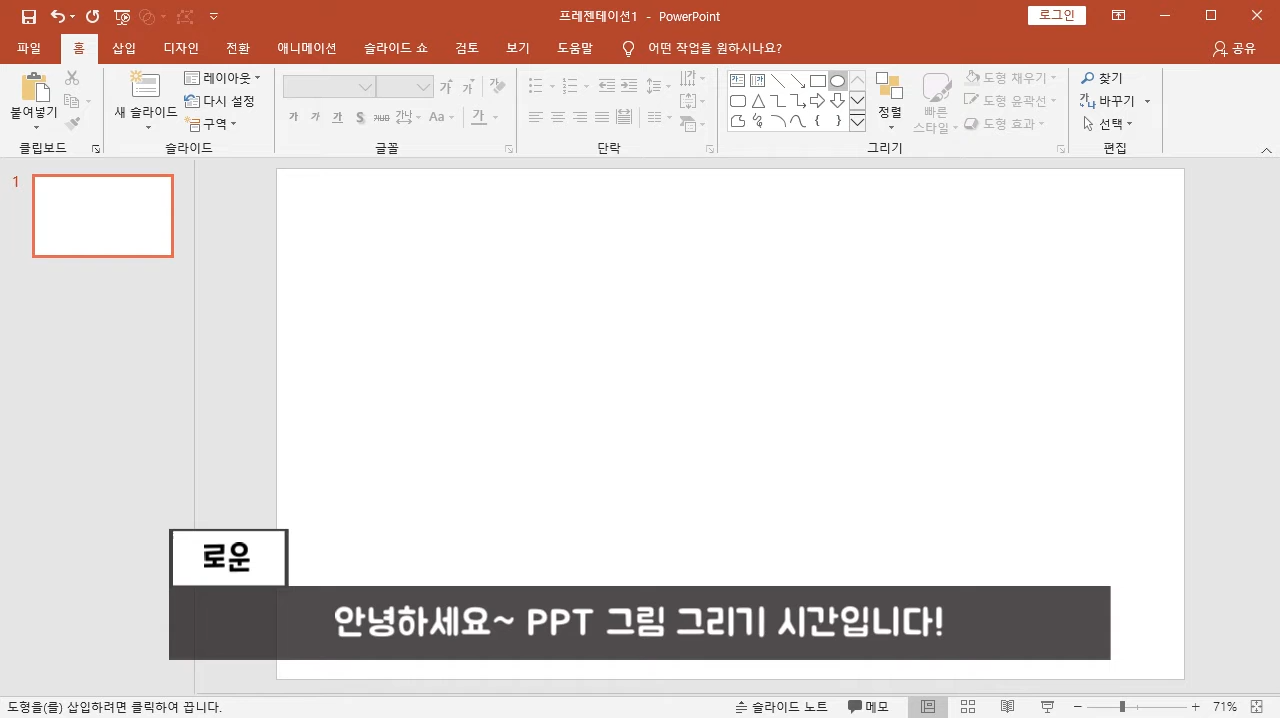 프레젠테이션1 - PowerPoint
로그인
파일 홈 삽입 디자인 전환 애니메이션 슬라이드 쇼 검토 보기 도움말 어떤 작업을 원하시나요? 공유
붙여넣기
클립보드
새 슬라이드
레이아웃
다시 설정
구역
슬라이드
가 가 가 S abc 간 Aa 가
글꼴
단락
정렬
빠른
스타일
도형 채우기
도형 윤곽선
도형 효과
그리기
찾기
바꾸기
선택
편집
1
로운
안녕하세요~ PPT 그림 그리기 시간입니다!
도형을(를) 삽입하려면 클릭하여 끕니다.
슬라이드 노트 메모 71%